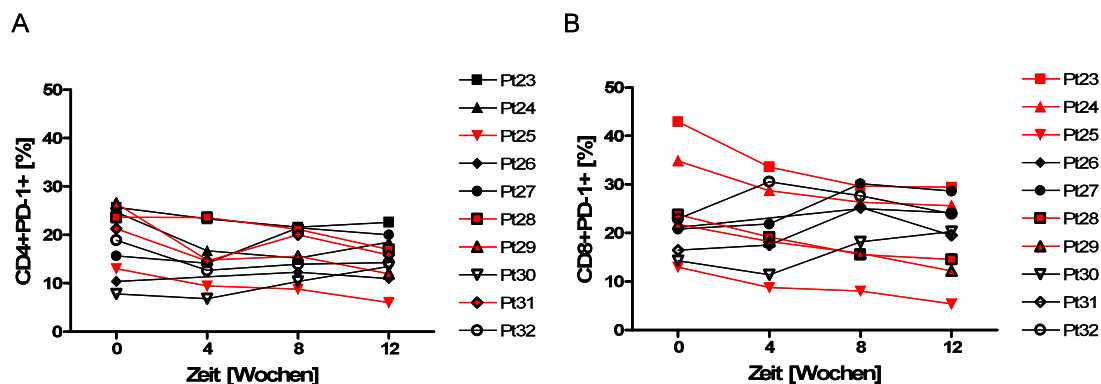 A
CD4+PD-1+ [%]
50
40
30
20
10
0
0 4 8 12
Zeit [Wochen]
Pt23
Pt24
Pt25
Pt26
Pt27
Pt28
Pt29
Pt30
Pt31
Pt32
B
CD8+PD-1+ [%]
50
40
30
20
10
0
0 4 8 12
Zeit [Wochen]
Pt23
Pt24
Pt25
Pt26
Pt27
Pt28
Pt29
Pt30
Pt31
Pt32